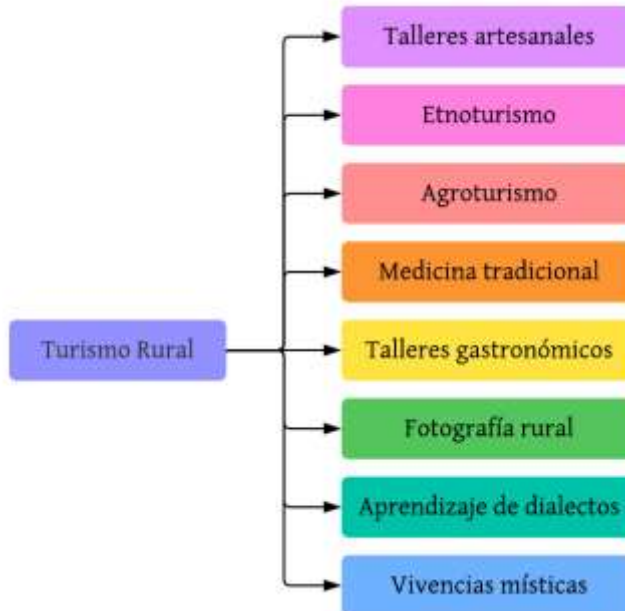 Talleres artesanales
Etnoturismo
Agroturismo
Medicina tradicional
Turismo Rural
Talleres gastronómicos
Fotografía rural
Aprendizaje de dialectos
Vivencias místicas